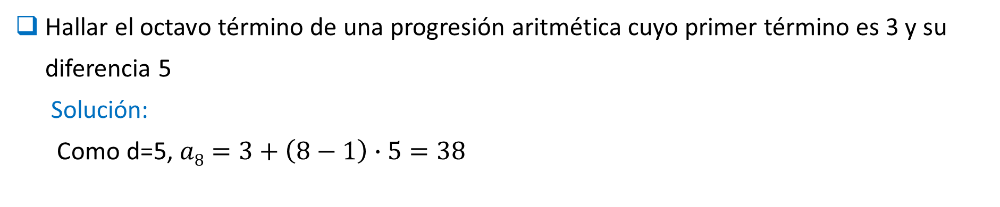 ❑ Hallar el octavo término de una progresión aritmética cuyo primer término es 3 y su
diferencia 5
Solución:
Como d=5, a₈ = 3 + (8 − 1) · 5 = 38